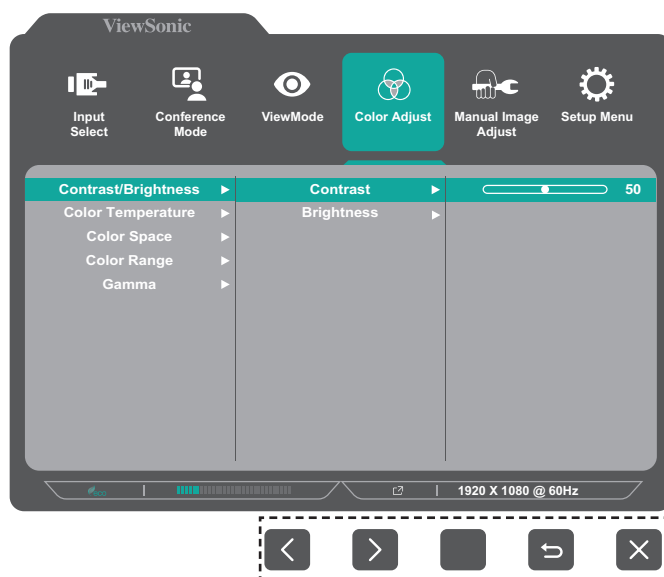 ViewSonic
Input
Select
Conference
Mode
ViewMode
Color Adjust
Manual Image
Adjust
Setup Menu
Contrast/Brightness
Contrast
50
Color Temperature
Brightness
Color Space
Color Range
Gamma
eco
1920 X 1080 @ 60Hz